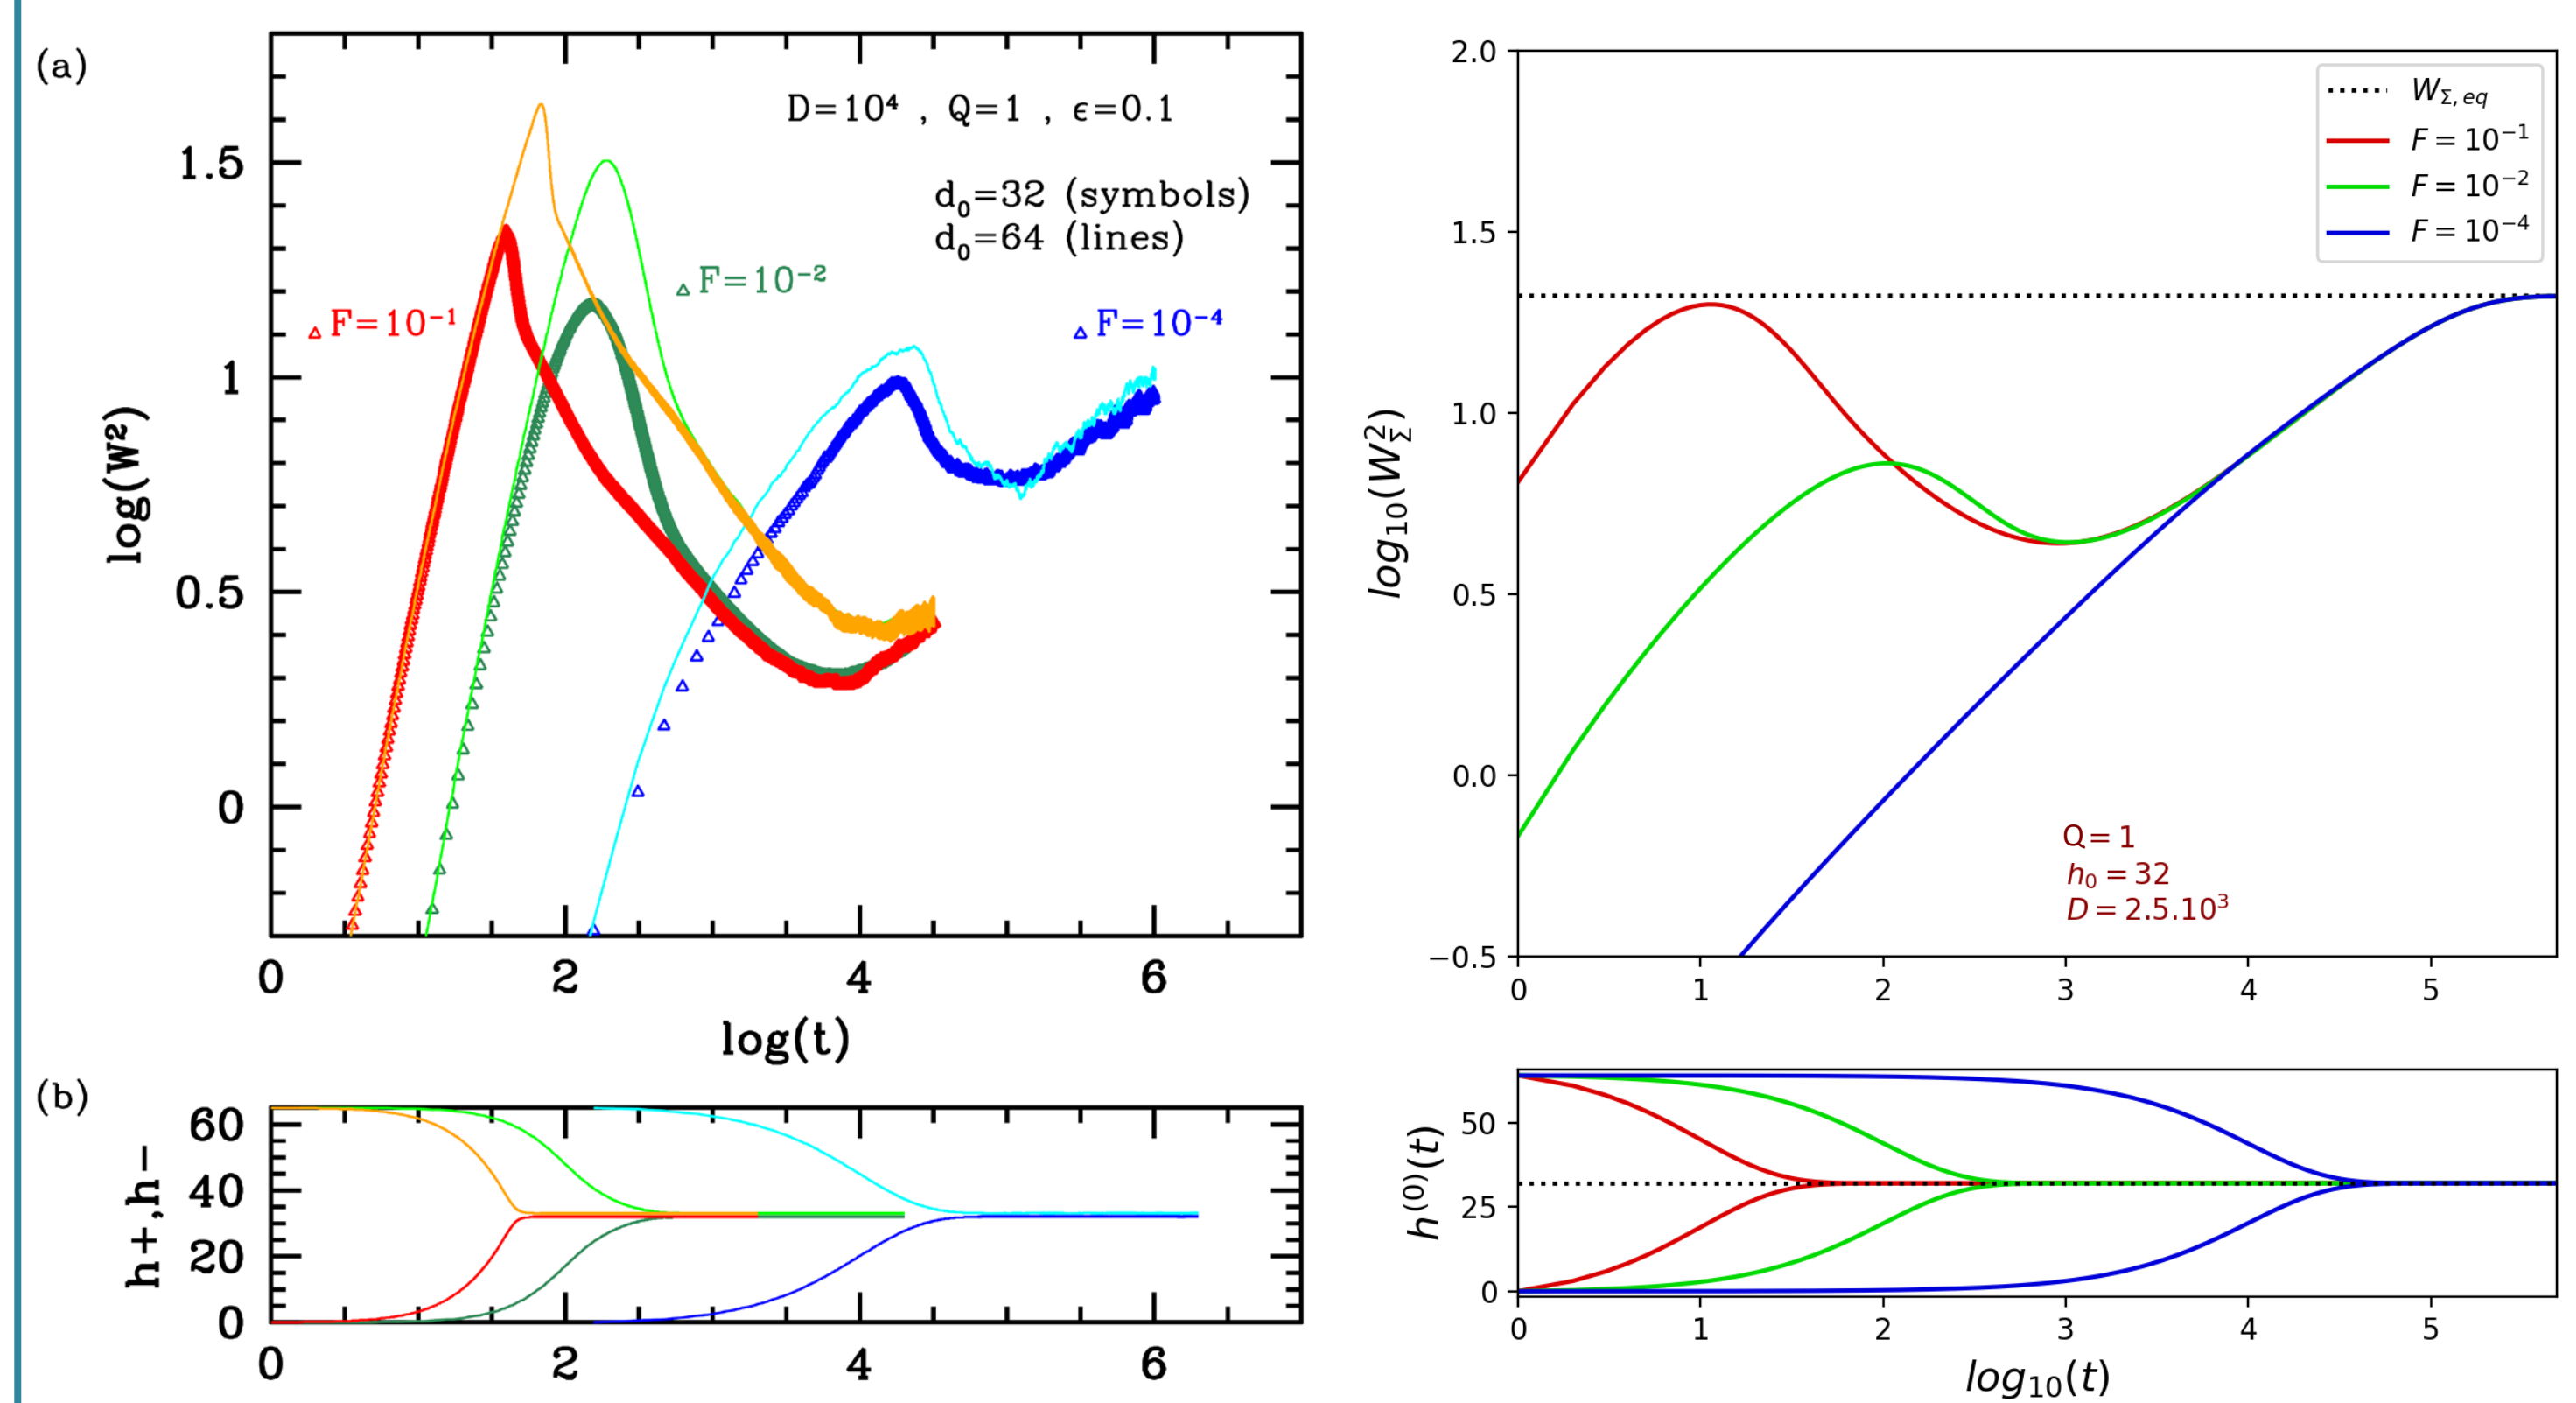 (a)
D=10⁴ , Q=1 , ϵ=0.1
d₀=32 (symbols)
d₀=64 (lines)
F=10⁻¹
F=10⁻²
F=10⁻⁴
1.5
1
0.5
0
log(W²)
0 2 4 6
log(t)
(b)
60
40
20
0
h+,h−
0 2 4 6
2.0
1.5
1.0
0.5
0.0
−0.5
log₁₀(W²_Σ)
W_Σ,eq
F = 10⁻¹
F = 10⁻²
F = 10⁻⁴
Q = 1
h₀ = 32
D = 2.5.10³
0 1 2 3 4 5
50
25
0
h⁽⁰⁾(t)
0 1 2 3 4 5
log₁₀(t)